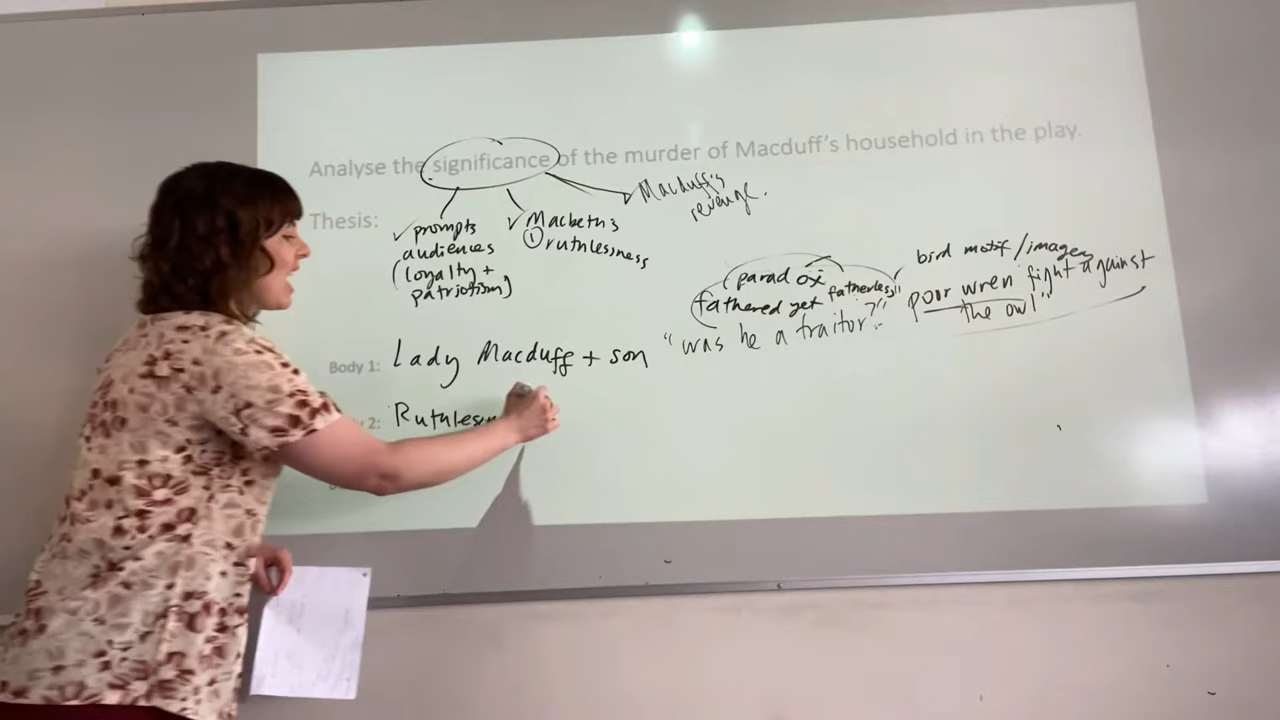 Analyse the significance of the murder of Macduff's household in the play.
Thesis:
prompts
audiences
(loyalty +
patriotism)
Macbeth's
① ruthlessness
Macduff's
revenge.
bird motif/imagery
(paradox
fathered yet fatherless"
"was he a traitor?"
poor wren fight against
the owl"
Body 1: Lady Macduff + son
2: Ruthlessn